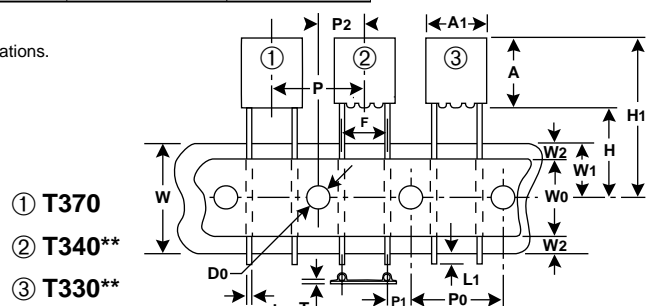 ations.
P2
A1
① ② ③
P
A
H1
F
H
W2
W1
W
W0
① T370
② T340**
W2
D0
L1
③ T330**
P1
P0